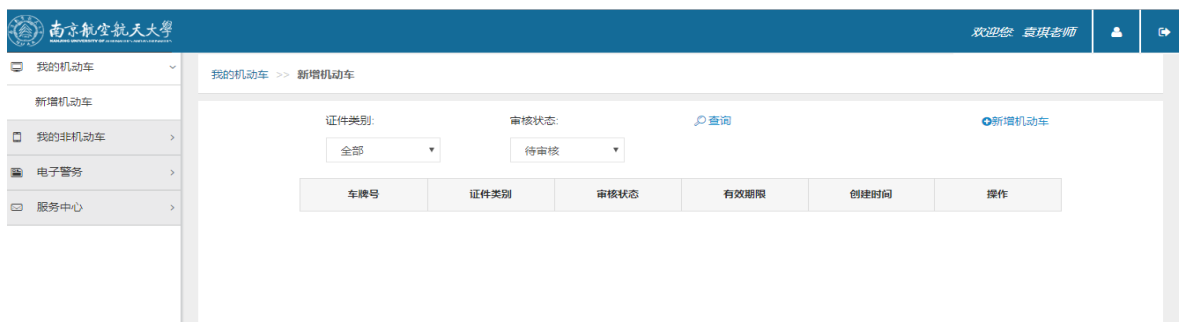 南京航空航天大學
欢迎您: 袁琪老师
我的机动车
新增机动车
我的非机动车
电子警务
服务中心
我的机动车 >> 新增机动车
证件类别: 审核状态: 查询 新增机动车
全部 待审核
车牌号 证件类别 审核状态 有效期限 创建时间 操作